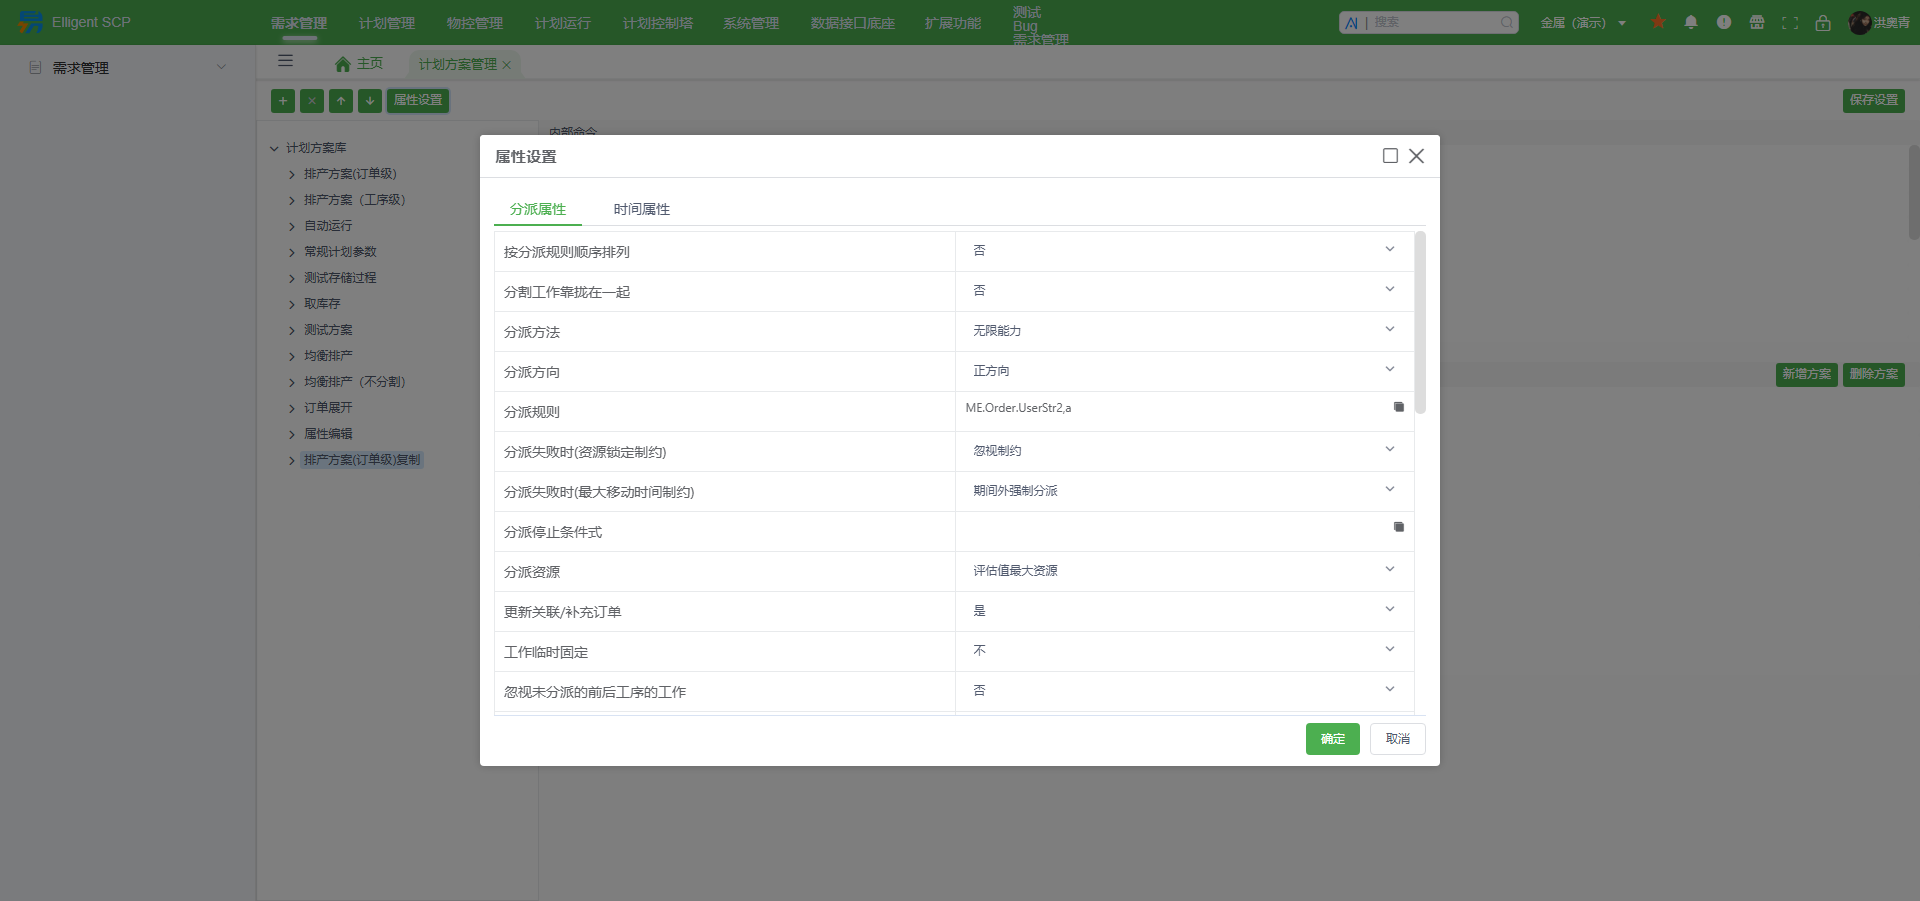 Elligent SCP
需求管理
计划管理
物控管理
计划运行
计划控制塔
系统管理
数据接口底座
扩展功能
测试
Bug
需求管理
AI | 搜索
金属（演示）
洪奥青
需求管理
主页
计划方案管理
属性设置
保存设置
内部命令
计划方案库
排产方案(订单级)
排产方案（工序级）
自动运行
常规计划参数
测试存储过程
取库存
测试方案
均衡排产
均衡排产（不分割）
订单展开
属性编辑
排产方案(订单级)复制
新增方案
删除方案
属性设置
分派属性
时间属性
按分派规则顺序排列 否
分割工作靠拢在一起 否
分派方法 无限能力
分派方向 正方向
分派规则 ME.Order.UserStr2,a
分派失败时(资源锁定制约) 忽视制约
分派失败时(最大移动时间制约) 期间外强制分派
分派停止条件式
分派资源 评估值最大资源
更新关联/补充订单 是
工作临时固定 不
忽视未分派的前后工序的工作 否
确定
取消